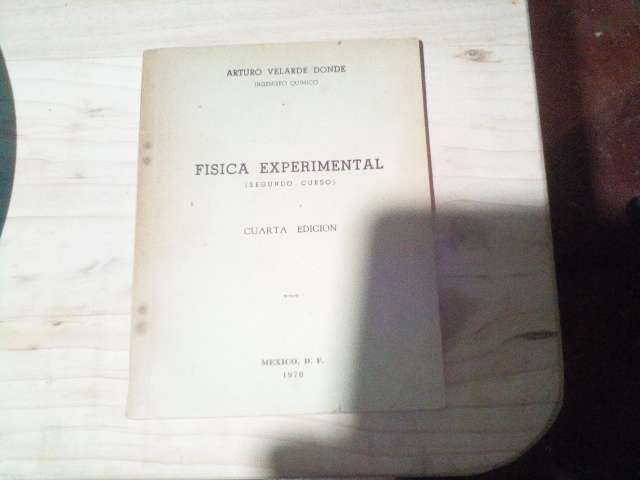 ARTURO VELARDE DONDE
INGENIERO QUIMICO
FISICA EXPERIMENTAL
(SEGUNDO CURSO)
CUARTA EDICION
MEXICO, D. F.
1970